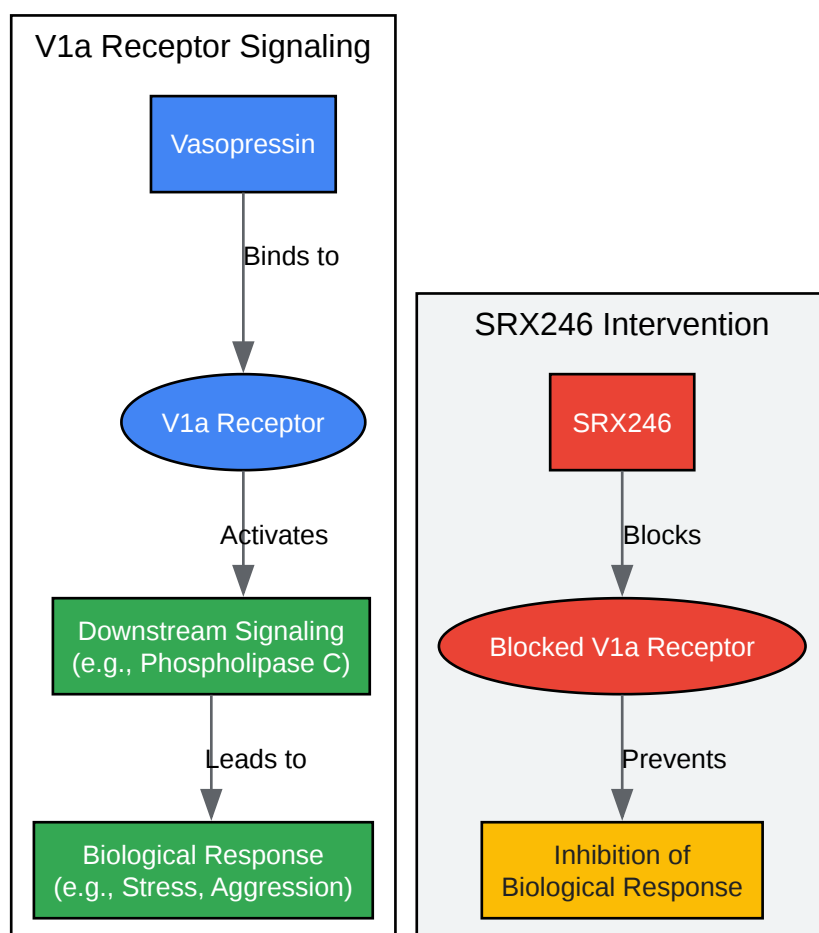 V1a Receptor Signaling
Vasopressin
Binds to
V1a Receptor
Activates
Downstream Signaling
(e.g., Phospholipase C)
Leads to
Biological Response
(e.g., Stress, Aggression)
SRX246 Intervention
SRX246
Blocks
Blocked V1a Receptor
Prevents
Inhibition of
Biological Response